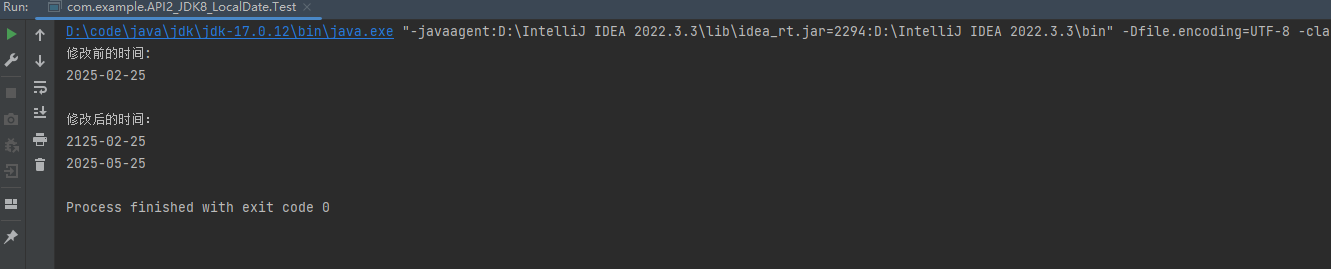 Run: com.example.API2_JDK8_LocalDate.Test
D:\code\java\jdk\jdk-17.0.12\bin\java.exe "-javaagent:D:\IntelliJ IDEA 2022.3.3\lib\idea_rt.jar=2294:D:\IntelliJ IDEA 2022.3.3\bin" -Dfile.encoding=UTF-8 -cla
修改前的时间：
2025-02-25
修改后的时间：
2125-02-25
2025-05-25
Process finished with exit code 0